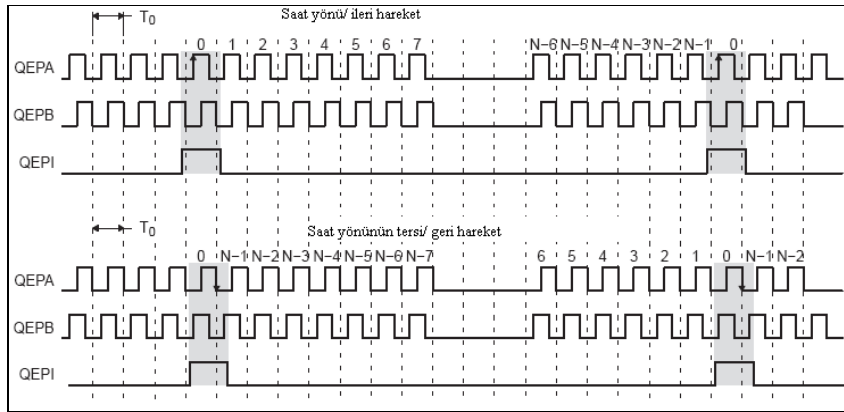 T0 Saat yönü/ ileri hareket
0 1 2 3 4 5 6 7 N–6 N–5 N–4 N–3 N–2 N–1 0
QEPA
QEPB
QEPI
T0 Saat yönünün tersi/ geri hareket
0 N–1 N–2 N–3 N–4 N–5 N–6 N–7 6 5 4 3 2 1 0 N–1 N–2
QEPA
QEPB
QEPI